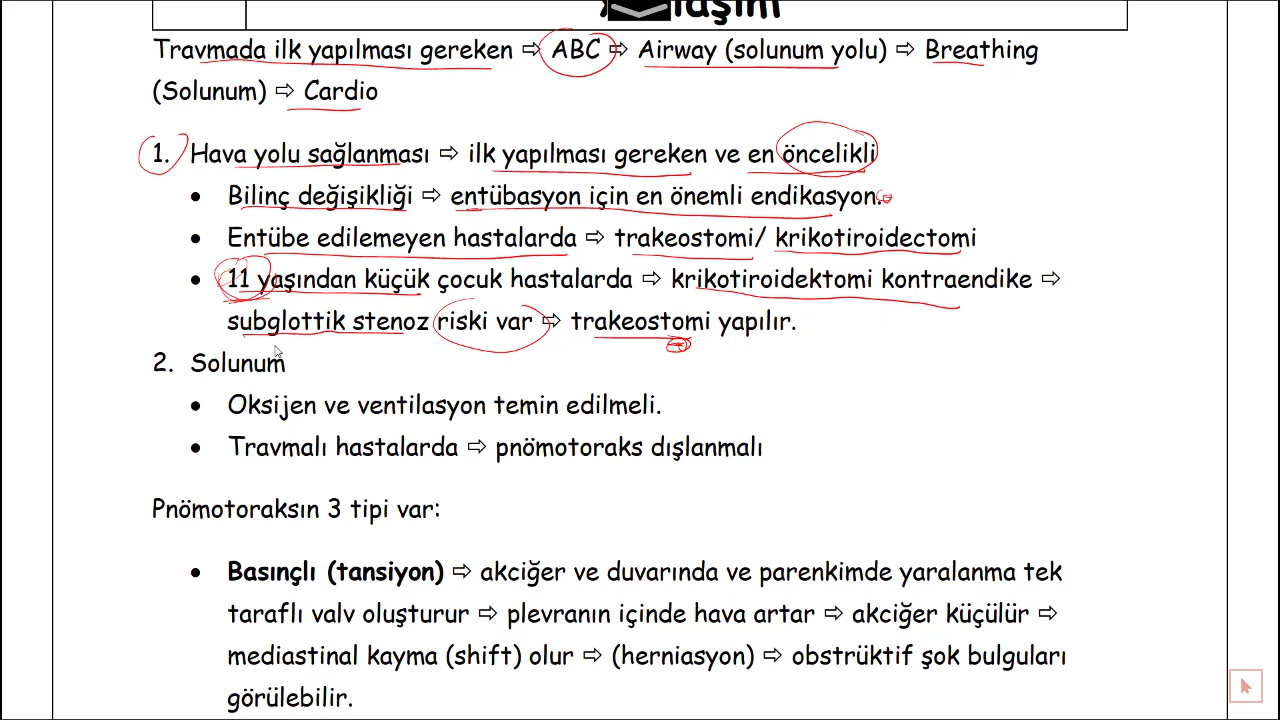 Travmada ilk yapılması gereken ⇨ ABC ⇨ Airway (solunum yolu) ⇨ Breathing
(Solunum) ⇨ Cardio
1. Hava yolu sağlanması ⇨ ilk yapılması gereken ve en öncelikli
• Bilinç değişikliği ⇨ entübasyon için en önemli endikasyon.
• Entübe edilemeyen hastalarda ⇨ trakeostomi/ krikotiroidectomi
• 11 yaşından küçük çocuk hastalarda ⇨ krikotiroidektomi kontraendike ⇨
subglottik stenoz riski var ⇨ trakeostomi yapılır.
2. Solunum
• Oksijen ve ventilasyon temin edilmeli.
• Travmalı hastalarda ⇨ pnömotoraks dışlanmalı
Pnömotoraksın 3 tipi var:
• Basınçlı (tansiyon) ⇨ akciğer ve duvarında ve parenkimde yaralanma tek
taraflı valv oluşturur ⇨ plevranın içinde hava artar ⇨ akciğer küçülür ⇨
mediastinal kayma (shift) olur ⇨ (herniasyon) ⇨ obstrüktif şok bulguları
görülebilir.